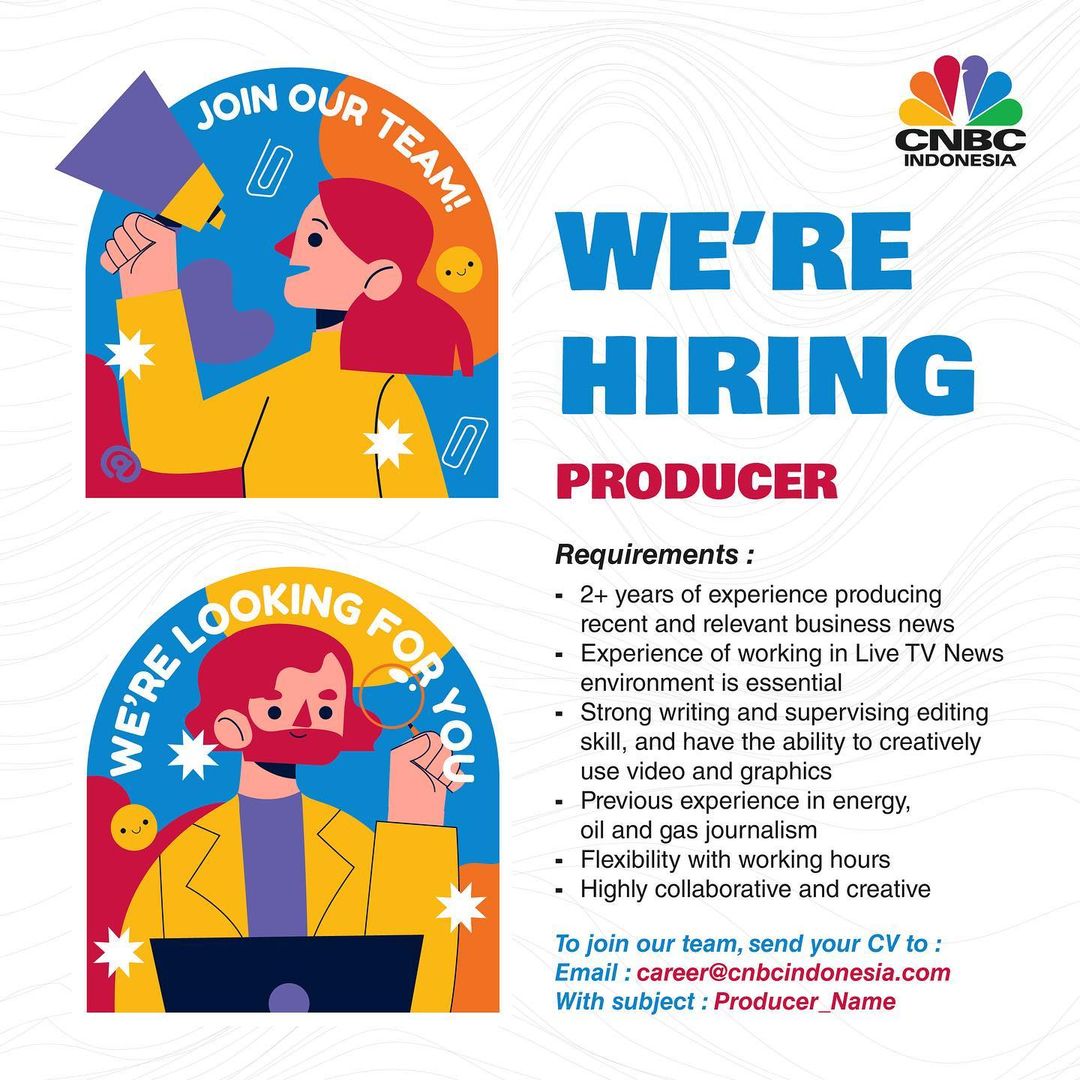 JOIN OUR TEAM!
CNBC
INDONESIA
WE'RE
HIRING
PRODUCER
Requirements :
- 2+ years of experience producing
recent and relevant business news
- Experience of working in Live TV News
environment is essential
- Strong writing and supervising editing
skill, and have the ability to creatively
use video and graphics
- Previous experience in energy,
oil and gas journalism
- Flexibility with working hours
- Highly collaborative and creative
To join our team, send your CV to :
Email : career@cnbcindonesia.com
With subject : Producer_Name
WE'RE LOOKING FOR YOU
@